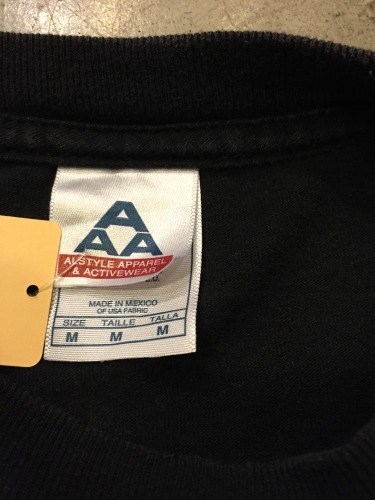 A
AA
ALSTYLE APPAREL
& ACTIVEWEAR
MADE IN MEXICO
OF USA FABRIC
SIZE TAILLE TALLA
M M M